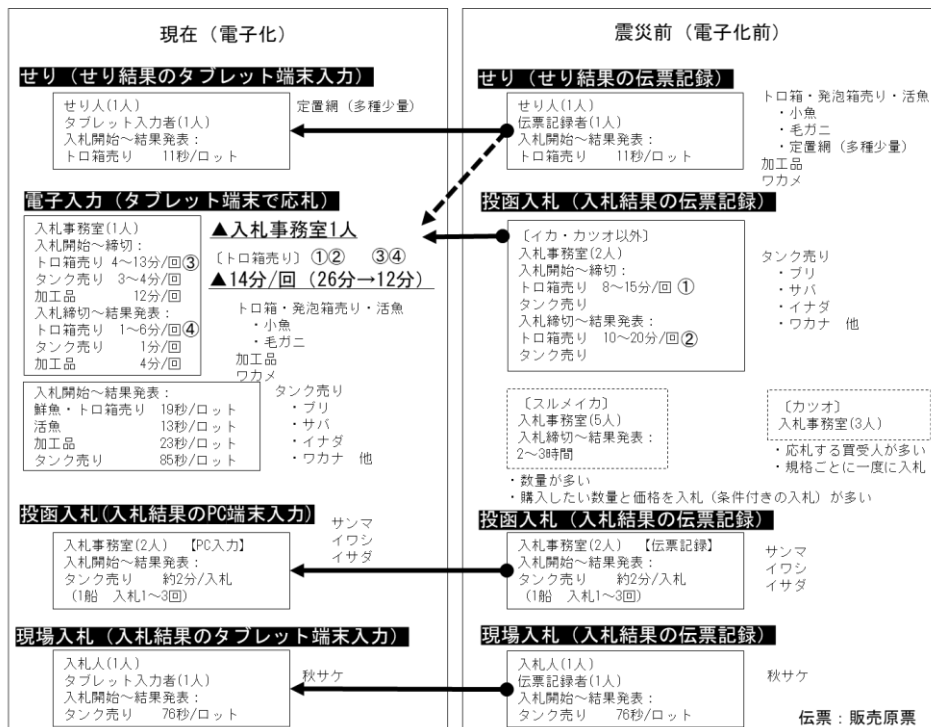 現在（電子化）
せり（せり結果のタブレット端末入力）
せり人(1人)
タブレット入力者(1人)
入札開始～結果発表：
トロ箱売り　11秒/ロット
定置網（多種少量）
電子入力（タブレット端末で応札）
入札事務室(1人)
入札開始～締切：
トロ箱売り 4～13分/回③
タンク売り 3～4分/回
加工品　12分/回
入札締切～結果発表：
トロ箱売り 1～6分/回④
タンク売り　1分/回
加工品　4分/回
▲入札事務室1人
〔トロ箱売り〕①②　③④
▲14分/回（26分→12分）
トロ箱・発泡箱売り・活魚
・小魚
・毛ガニ
加工品
ワカメ
入札開始～結果発表：
鮮魚・トロ箱売り　19秒/ロット
活魚　13秒/ロット
加工品　23秒/ロット
タンク売り　85秒/ロット
タンク売り
・ブリ
・サバ
・イナダ
・ワカナ　他
投函入札(入札結果のPC端末入力)
入札事務室(2人)　【PC入力】
入札開始～結果発表：
タンク売り　約2分/入札
(1船　入札1～3回)
サンマ
イワシ
イサダ
現場入札（入札結果のタブレット端末入力）
入札人(1人)
タブレット入力者(1人)
入札開始～結果発表：
タンク売り　76秒/ロット
秋サケ
震災前（電子化前）
せり（せり結果の伝票記録）
せり人(1人)
伝票記録者(1人)
入札開始～結果発表：
トロ箱売り　11秒/ロット
トロ箱・発泡箱売り・活魚
・小魚
・毛ガニ
・定置網（多種少量）
加工品
ワカメ
投函入札（入札結果の伝票記録）
〔イカ・カツオ以外〕
入札事務室(2人)
入札開始～締切：
トロ箱売り　8～15分/回 ①
タンク売り
入札締切～結果発表：
トロ箱売り　10～20分/回②
タンク売り
タンク売り
・ブリ
・サバ
・イナダ
・ワカナ　他
〔スルメイカ〕
入札事務室(5人)
入札締切～結果発表：
2～3時間
・数量が多い
・購入したい数量と価格を入札（条件付きの入札）が多い
〔カツオ〕
入札事務室(3人)
・応札する買受人が多い
・規格ごとに一度に入札
投函入札（入札結果の伝票記録）
入札事務室(2人)　【伝票記録】
入札開始～結果発表：
タンク売り　約2分/入札
(1船　入札1～3回)
サンマ
イワシ
イサダ
現場入札（入札結果の伝票記録）
入札人(1人)
伝票記録者(1人)
入札開始～結果発表：
タンク売り　76秒/ロット
秋サケ
伝票：販売原票